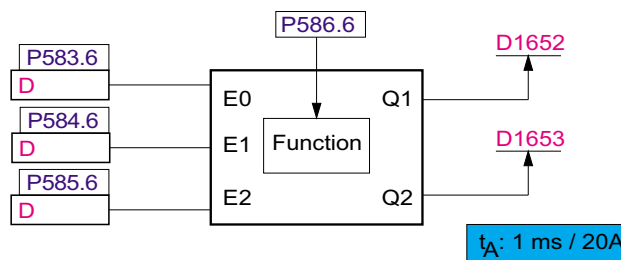 P586.6
P583.6
D
D1652
E0
Q1
P584.6
D
E1
Function
D1653
P585.6
D
E2
Q2
tA: 1 ms / 20A